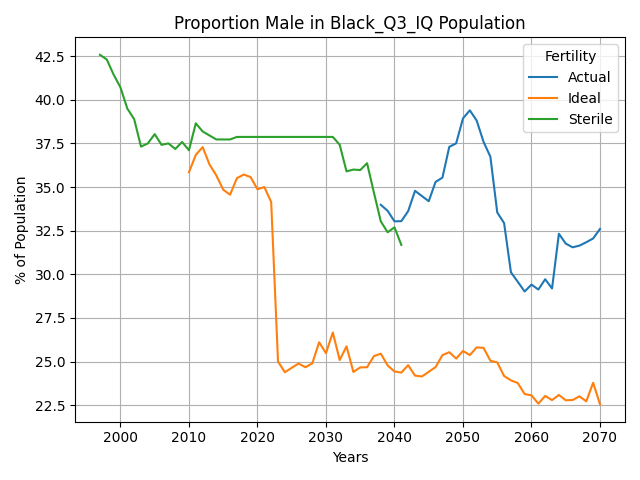 Proportion Male in Black_Q3_IQ Population
% of Population
42.5
40.0
37.5
35.0
32.5
30.0
27.5
25.0
22.5
Fertility
Actual
Ideal
Sterile
2000
2010
2020
2030
2040
2050
2060
2070
Years